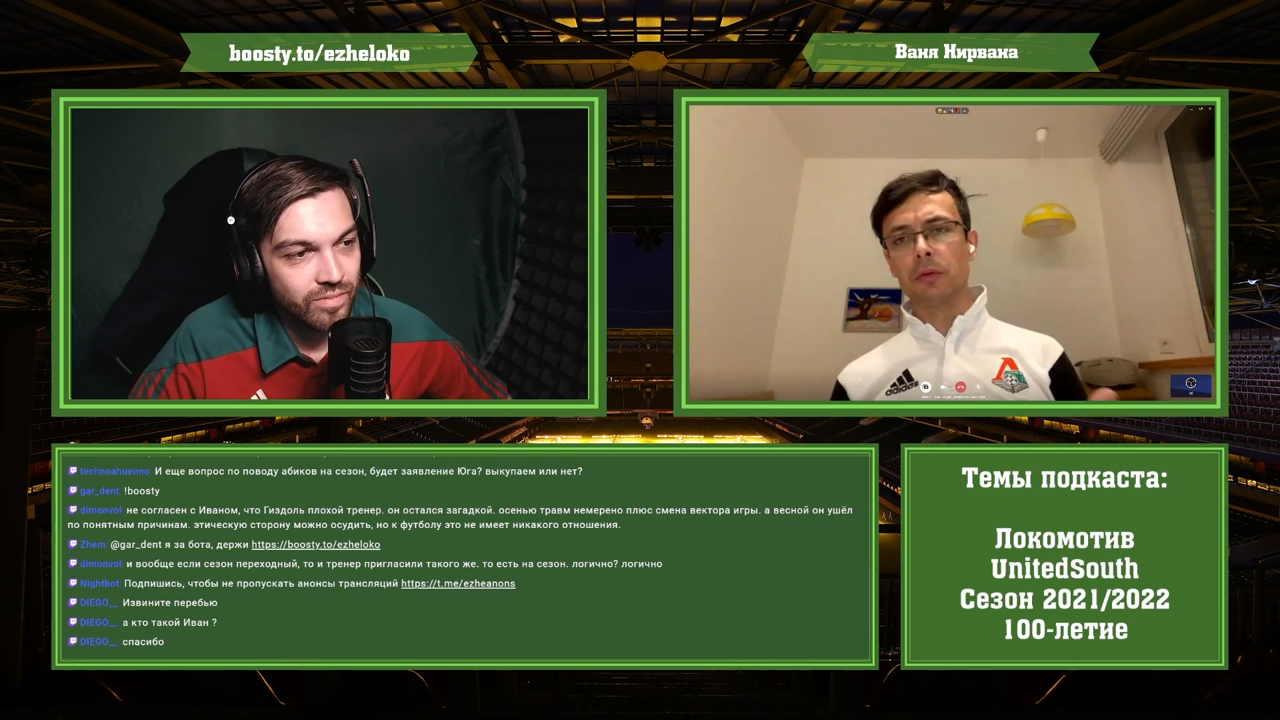 boosty.to/ezheloko
Ваня Нирвана
adidas
technoahuenno: И еще вопрос по поводу абиков на сезон, будет заявление Юга? выкупаем или нет?
gar_dent: !boosty
dimonvol: не согласен с Иваном, что Гиздоль плохой тренер. он остался загадкой. осенью травм немерено плюс смена вектора игры. а весной он ушёл
по понятным причинам. этическую сторону можно осудить, но к футболу это не имеет никакого отношения.
Zhem: @gar_dent я за бота, держи https://boosty.to/ezheloko
dimonvol: и вообще если сезон переходный, то и тренер пригласили такого же. то есть на сезон. логично? логично
Nightbot: Подпишись, чтобы не пропускать анонсы трансляций https://t.me/ezheanons
DIEGO__: Извините перебью
DIEGO__: а кто такой Иван ?
DIEGO__: спасибо
Темы подкаста:
Локомотив
UnitedSouth
Сезон 2021/2022
100-летие